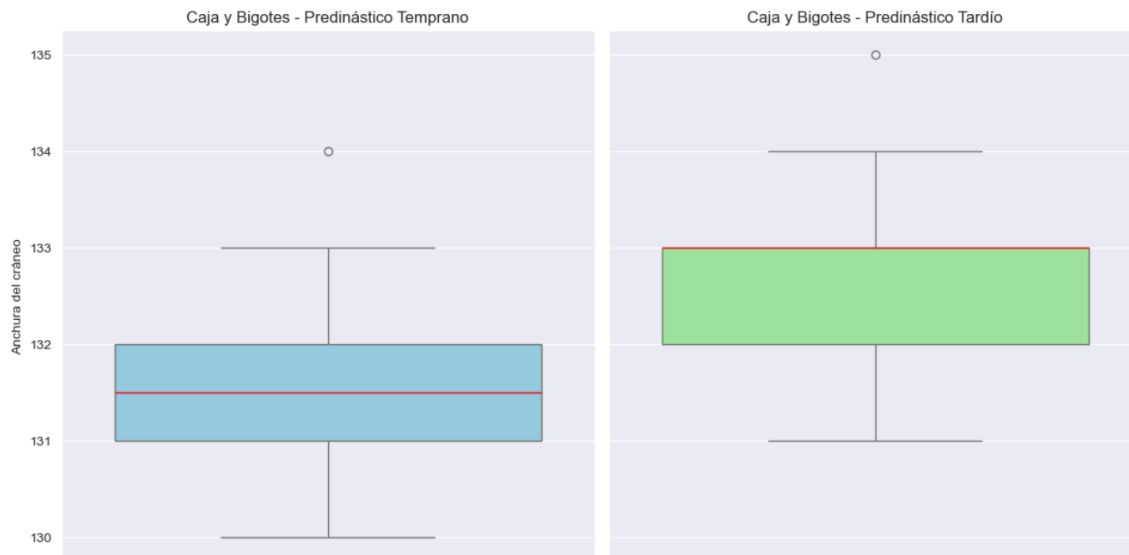 Caja y Bigotes - Predinástico Temprano
Caja y Bigotes - Predinástico Tardío
Anchura del cráneo
135
134
133
132
131
130